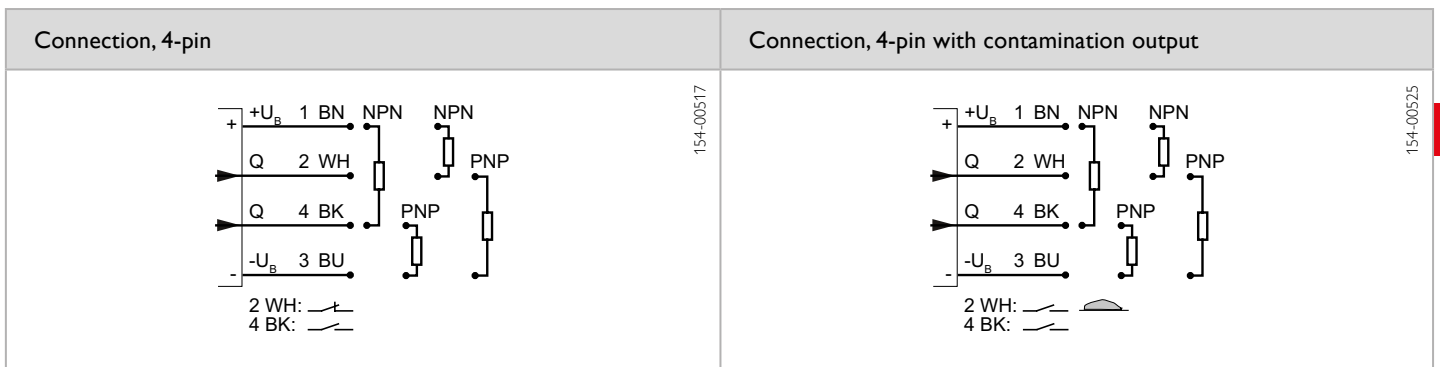 Connection, 4-pin
Connection, 4-pin with contamination output
+U_B 1 BN NPN NPN
+
Q 2 WH PNP
Q 4 BK PNP
-U_B 3 BU
-
2 WH:
4 BK:
154-00517
+U_B 1 BN NPN NPN
+
Q 2 WH PNP
Q 4 BK PNP
-U_B 3 BU
-
2 WH:
4 BK:
154-00525